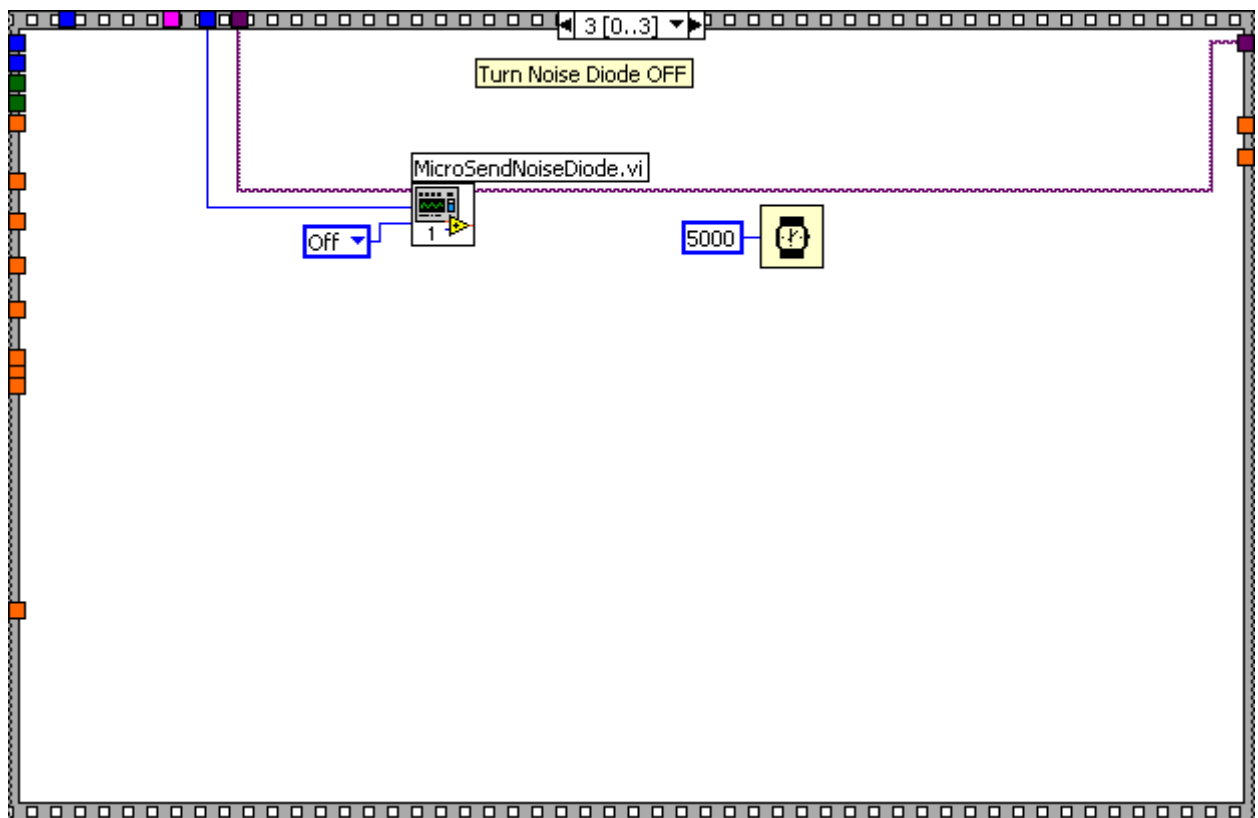 3 [0..3]
Turn Noise Diode OFF
MicroSendNoiseDiode.vi
1
Off
5000